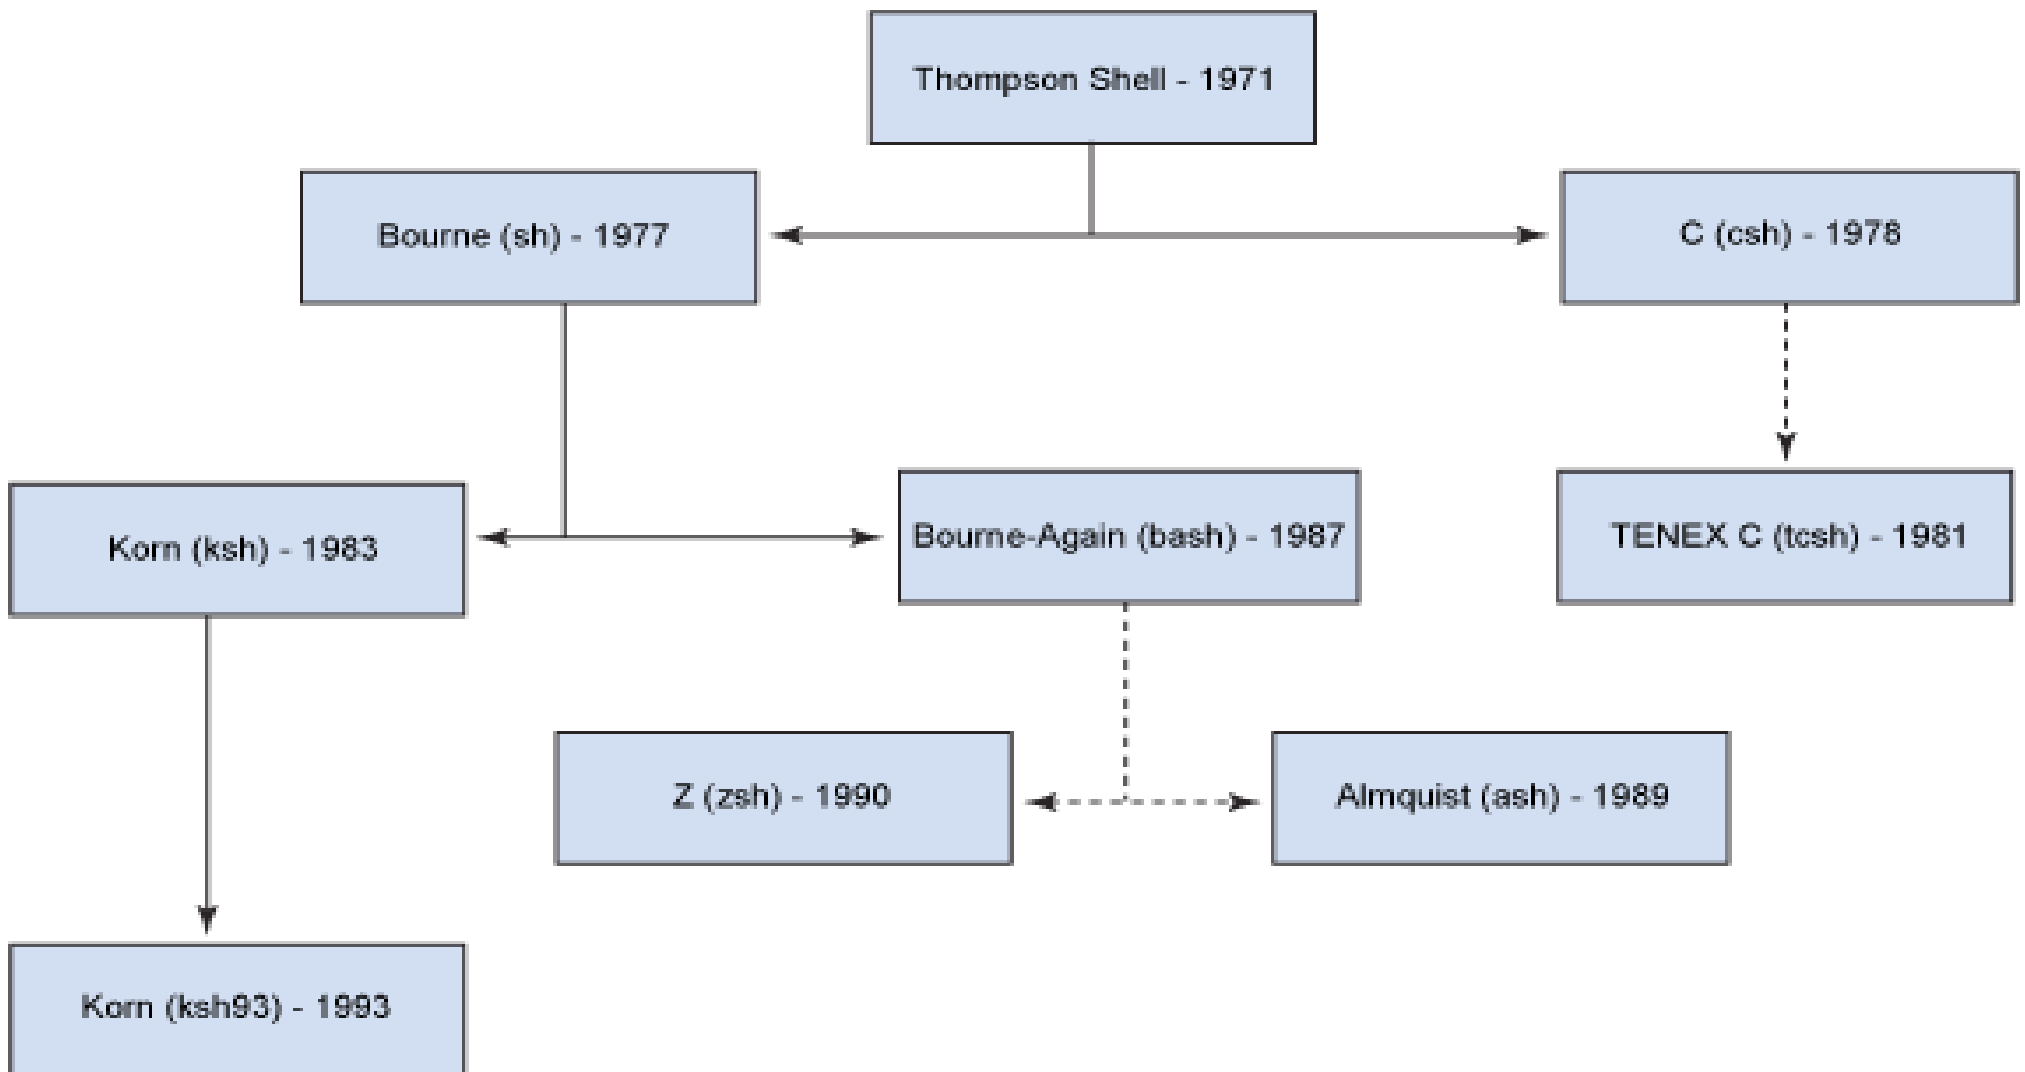 Thompson Shell - 1971
Bourne (sh) - 1977
C (csh) - 1978
Korn (ksh) - 1983
Bourne-Again (bash) - 1987
TENEX C (tcsh) - 1981
Z (zsh) - 1990
Almquist (ash) - 1989
Korn (ksh93) - 1993